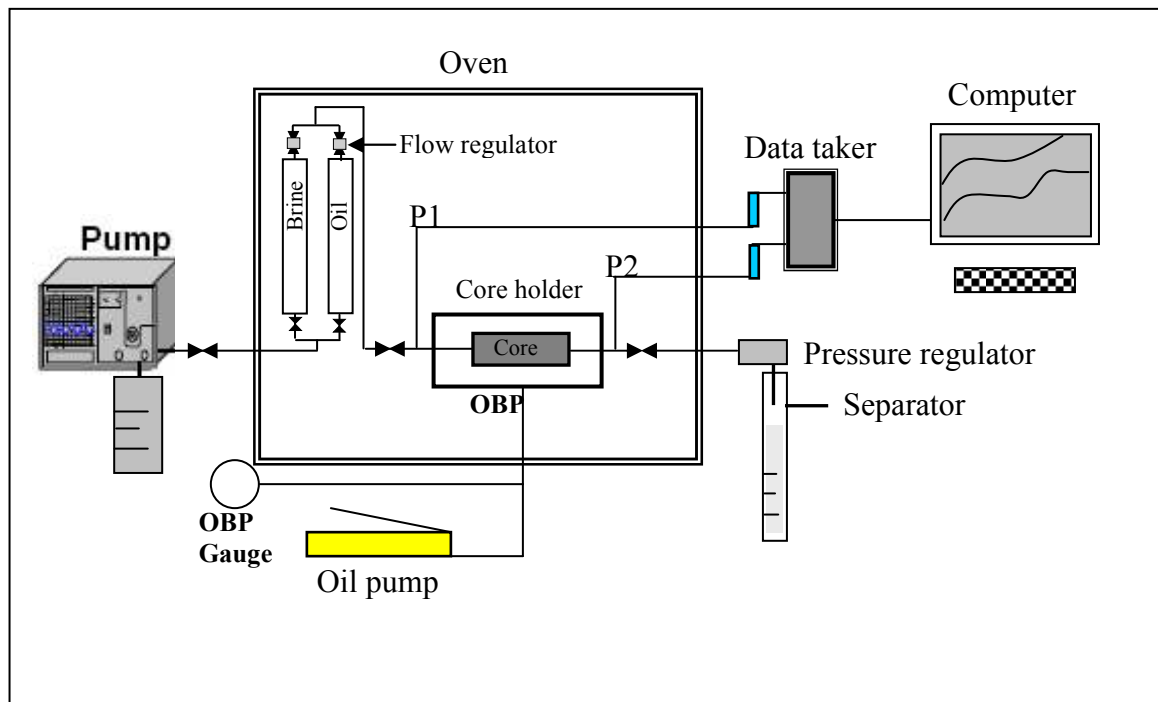 Oven
Computer
Flow regulator
Data taker
Brine
Oil
P1
Pump
P2
Core holder
Core
Pressure regulator
OBP
Separator
OBP
Gauge
Oil pump